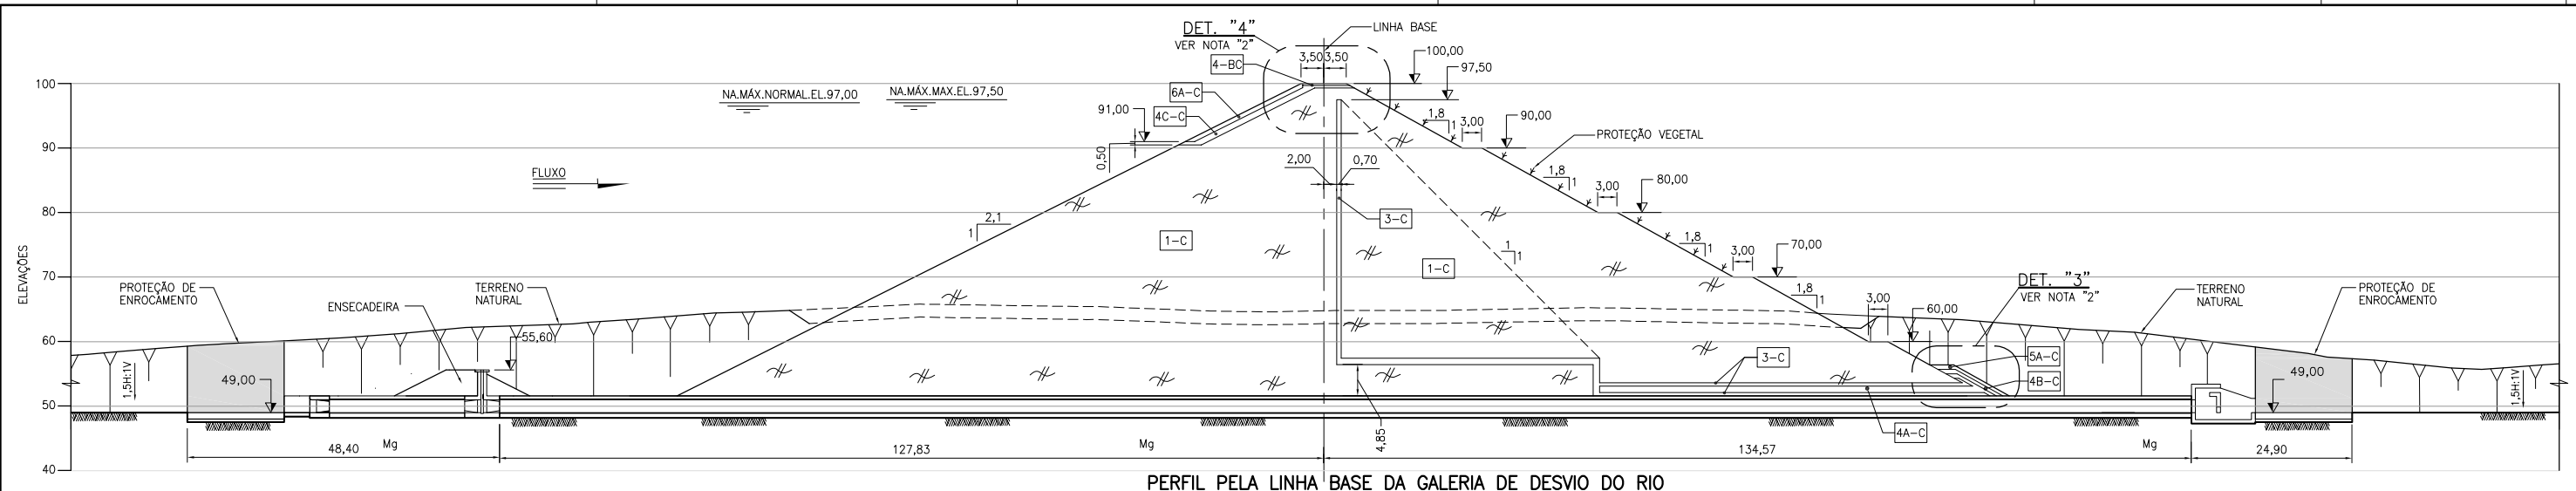 DET. "4"
VER NOTA "2"
LINHA BASE
3,50
3,50
100,00
4-BC
97,50
100
6A-C
NA.MÁX.NORMAL.EL.97,00
NA.MÁX.MAX.EL.97,50
91,00
4C-C
1,8
1
3,00
90,00
PROTEÇÃO VEGETAL
90
0,50
2,00
0,70
FLUXO
1,8
1
3,00
80,00
80
2,1
1
3-C
1-C
1-C
1
1
1,8
1
3,00
70,00
ELEVAÇÕES
70
PROTEÇÃO DE
ENROCAMENTO
ENSECADEIRA
TERRENO
NATURAL
1,8
1
3,00
60,00
DET. "3"
VER NOTA "2"
TERRENO
NATURAL
PROTEÇÃO DE
ENROCAMENTO
60
55,60
3-C
5A-C
1,5H:1V
49,00
4B-C
49,00
1,5H:1V
50
4,85
4A-C
48,40
Mg
127,83
Mg
134,57
Mg
24,90
40
PERFIL PELA LINHA BASE DA GALERIA DE DESVIO DO RIO